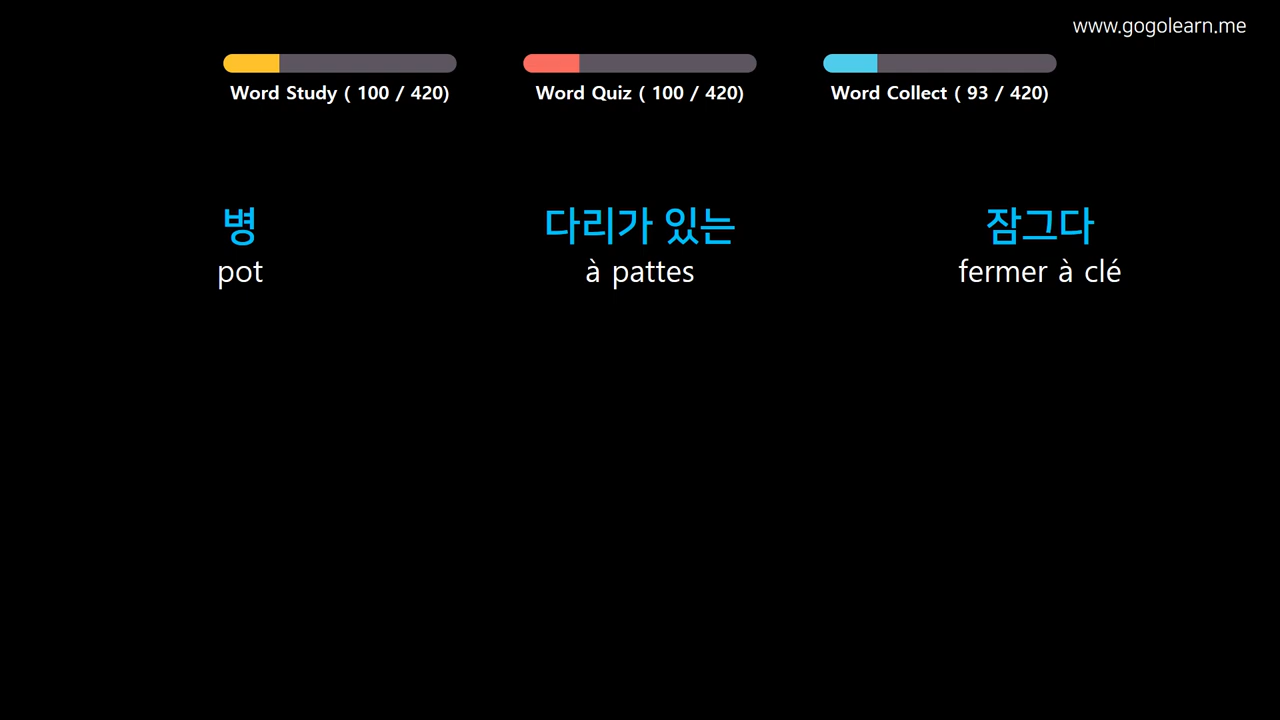 www.gogolearn.me
Word Study ( 100 / 420)
Word Quiz ( 100 / 420)
Word Collect ( 93 / 420)
병
pot
다리가 있는
à pattes
잠그다
fermer à clé